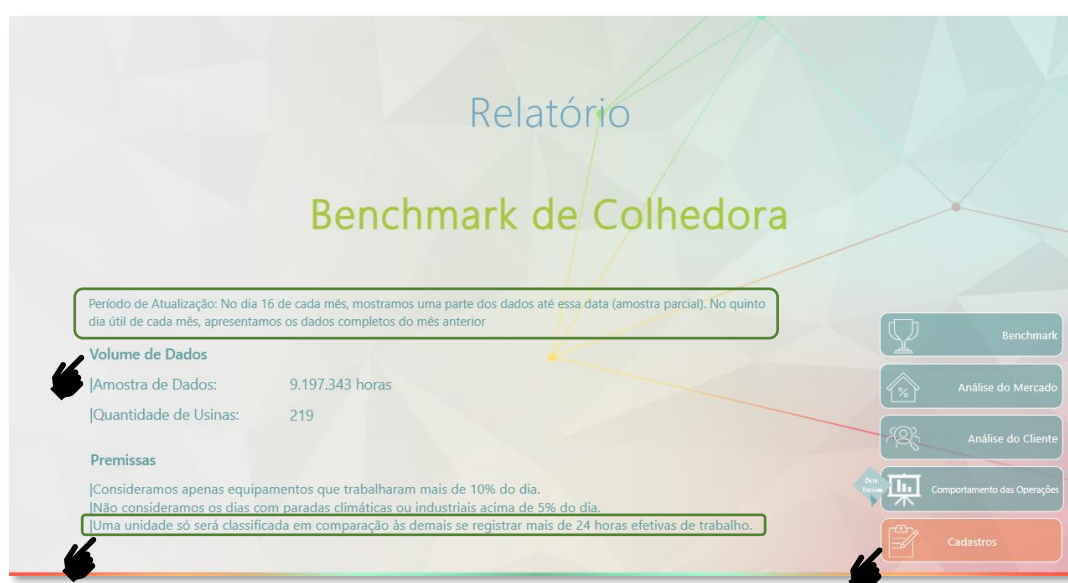 Relatório
Benchmark de Colhedora
Período de Atualização: No dia 16 de cada mês, mostramos uma parte dos dados até essa data (amostra parcial). No quinto
dia útil de cada mês, apresentamos os dados completos do mês anterior
Volume de Dados
|Amostra de Dados: 9.197.343 horas
|Quantidade de Usinas: 219
Premissas
|Consideramos apenas equipamentos que trabalharam mais de 10% do dia.
|Não consideramos os dias com paradas climáticas ou industriais acima de 5% do dia.
|Uma unidade só será classificada em comparação às demais se registrar mais de 24 horas efetivas de trabalho.
Benchmark
%
Análise do Mercado
Análise do Cliente
Comportamento das Operações
Cadastros